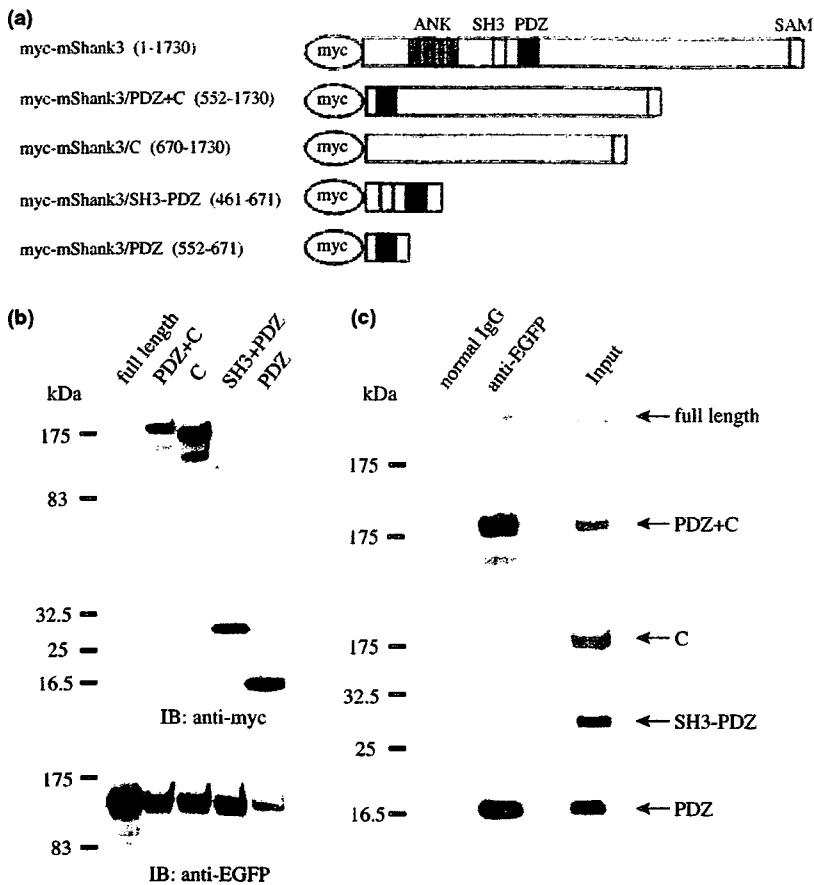 (a)
ANK SH3 PDZ SAM
myc-mShank3 (1-1730) myc
myc-mShank3/PDZ+C (552-1730) myc
myc-mShank3/C (670-1730) myc
myc-mShank3/SH3-PDZ (461-671) myc
myc-mShank3/PDZ (552-671) myc
(b)
full length
PDZ+C
C
SH3+PDZ
PDZ
kDa
175
83
32.5
25
16.5
IB: anti-myc
175
83
IB: anti-EGFP
(c)
normal IgG
anti-EGFP
Input
kDa
full length
175
PDZ+C
175
C
175
32.5
SH3-PDZ
25
PDZ
16.5